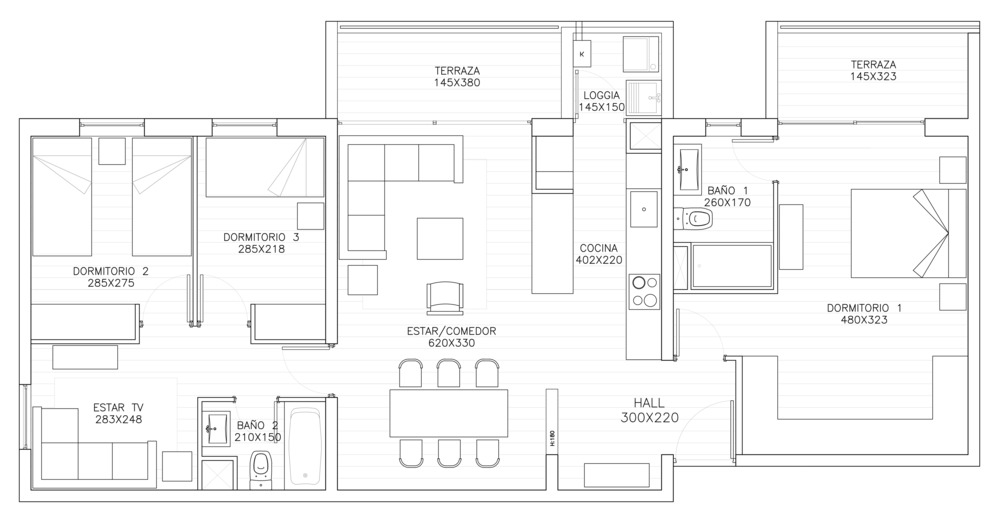 TERRAZA
145X380
K
LOGGIA
145X150
TERRAZA
145X323
DORMITORIO 3
285X218
DORMITORIO 2
285X275
BAÑO 1
260X170
COCINA
402X220
DORMITORIO 1
480X323
ESTAR/COMEDOR
620X330
ESTAR TV
283X248
BAÑO 2
210X150
HALL
300X220
H:180